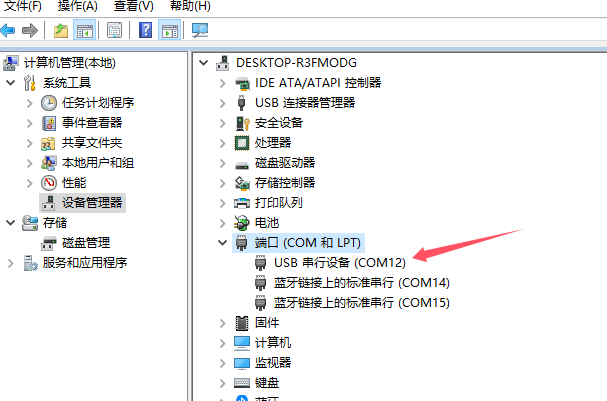 文件(F) 操作(A) 查看(V) 帮助(H)
计算机管理(本地)
系统工具
任务计划程序
事件查看器
共享文件夹
本地用户和组
性能
设备管理器
存储
磁盘管理
服务和应用程序
DESKTOP-R3FMODG
IDE ATA/ATAPI 控制器
USB 连接器管理器
安全设备
处理器
磁盘驱动器
存储控制器
打印队列
电池
端口 (COM 和 LPT)
USB 串行设备 (COM12)
蓝牙链接上的标准串行 (COM14)
蓝牙链接上的标准串行 (COM15)
固件
计算机
监视器
键盘
蓝牙